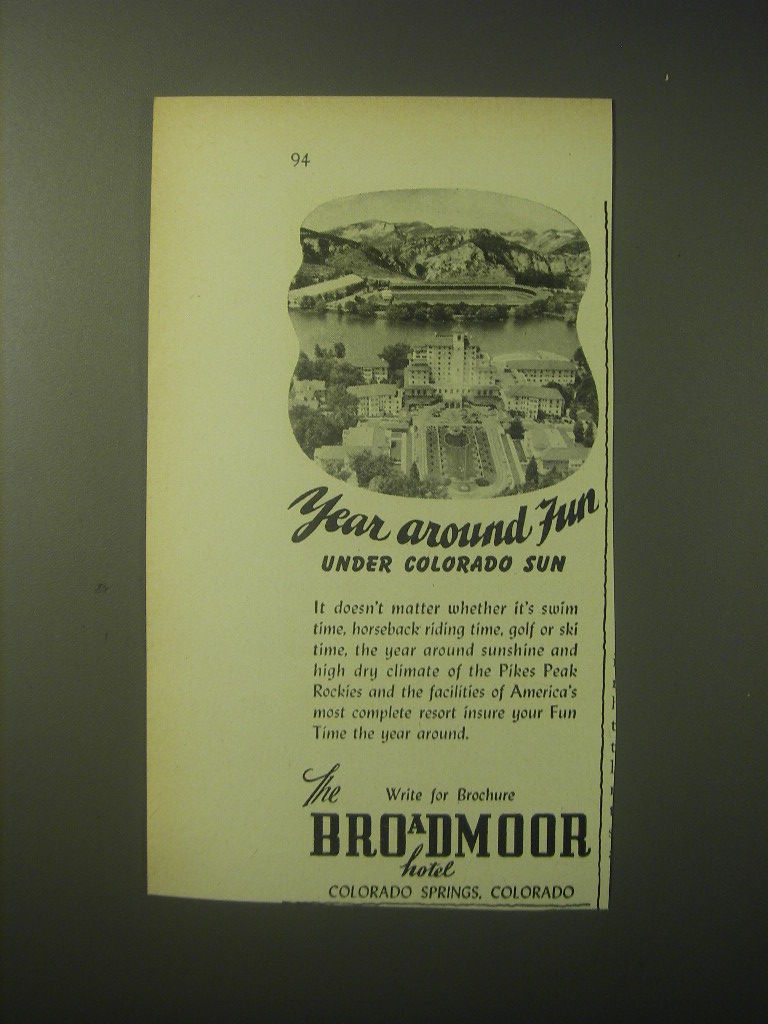 94
Year around Fun
UNDER COLORADO SUN
It doesn't matter whether it's swim
time, horseback riding time, golf or ski
time, the year around sunshine and
high dry climate of the Pikes Peak
Rockies and the facilities of America's
most complete resort insure your Fun
Time the year around.
The Write for Brochure
BROADMOOR
hotel
COLORADO SPRINGS, COLORADO